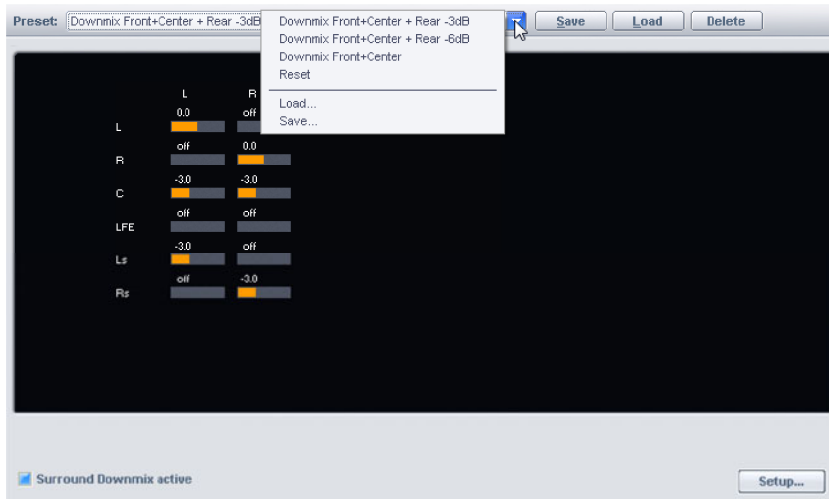 Preset: Downmix Front+Center + Rear -3dB Save Load Delete
Downmix Front+Center + Rear -3dB
Downmix Front+Center + Rear -6dB
Downmix Front+Center
Reset
Load...
Save...
L R
0.0 off
L
off 0.0
R
-3.0 -3.0
C
off off
LFE
-3.0 off
Ls
off -3.0
Rs
Surround Downmix active Setup...